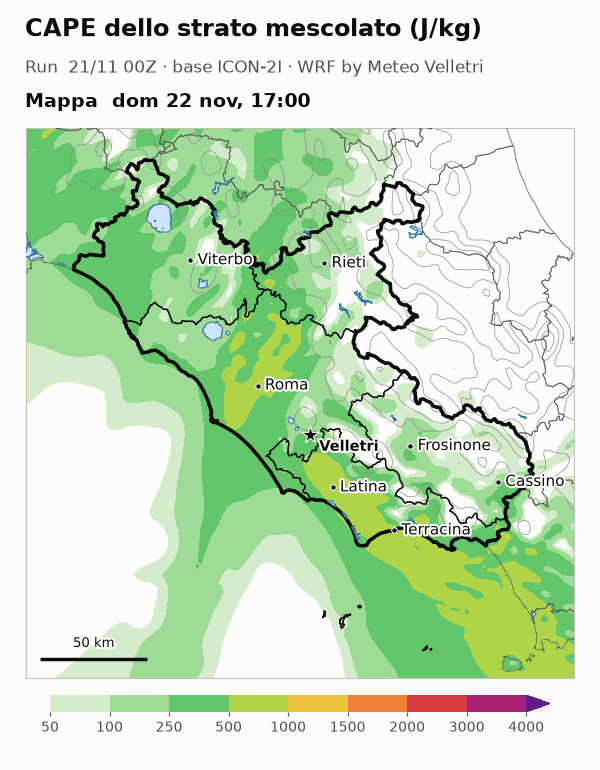 CAPE dello strato mescolato (J/kg)
Run  21/11 00Z · base ICON-2I · WRF by Meteo Velletri
Mappa  dom 22 nov, 17:00
Viterbo
Rieti
Roma
Velletri
Frosinone
Cassino
Latina
Terracina
50 km
50 100 250 500 1000 1500 2000 3000 4000